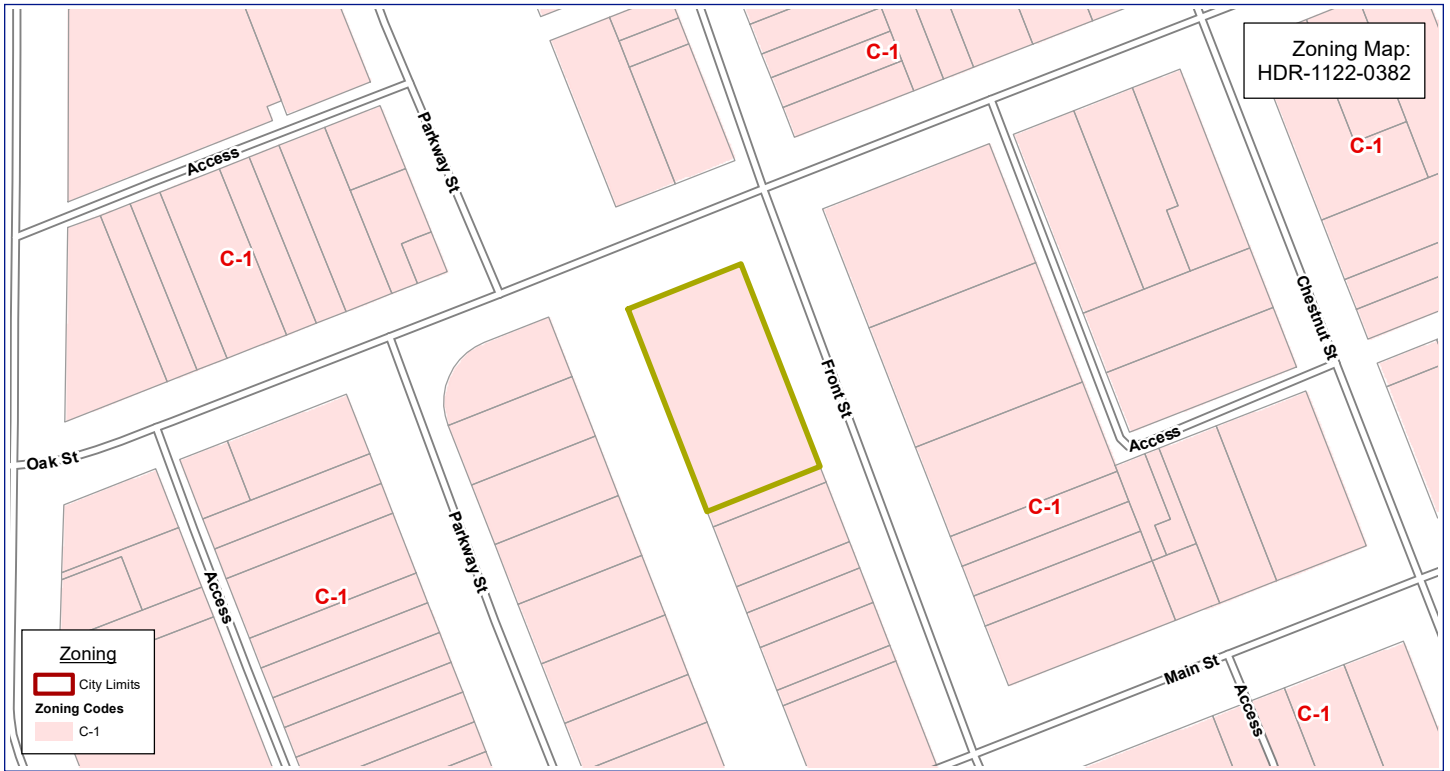 Zoning Map:
HDR-1122-0382
C-1
C-1
Parkway St
Access
C-1
Chestnut St
Front St
Access
Oak St
C-1
Parkway St
Access
C-1
Main St
Access
C-1
Zoning
City Limits
Zoning Codes
C-1